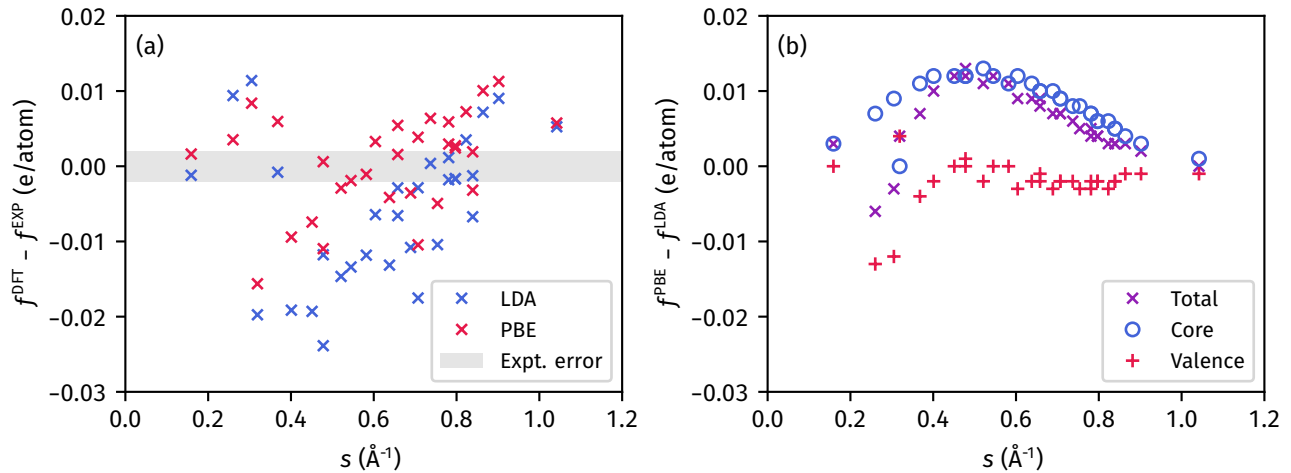 0.02
0.01
0.00
−0.01
−0.02
−0.03
f^DFT − f^EXP (e/atom)
(a)
LDA
PBE
Expt. error
0.0 0.2 0.4 0.6 0.8 1.0 1.2
s (Å⁻¹)
0.02
0.01
0.00
−0.01
−0.02
−0.03
f^PBE − f^LDA (e/atom)
(b)
Total
Core
Valence
0.0 0.2 0.4 0.6 0.8 1.0 1.2
s (Å⁻¹)